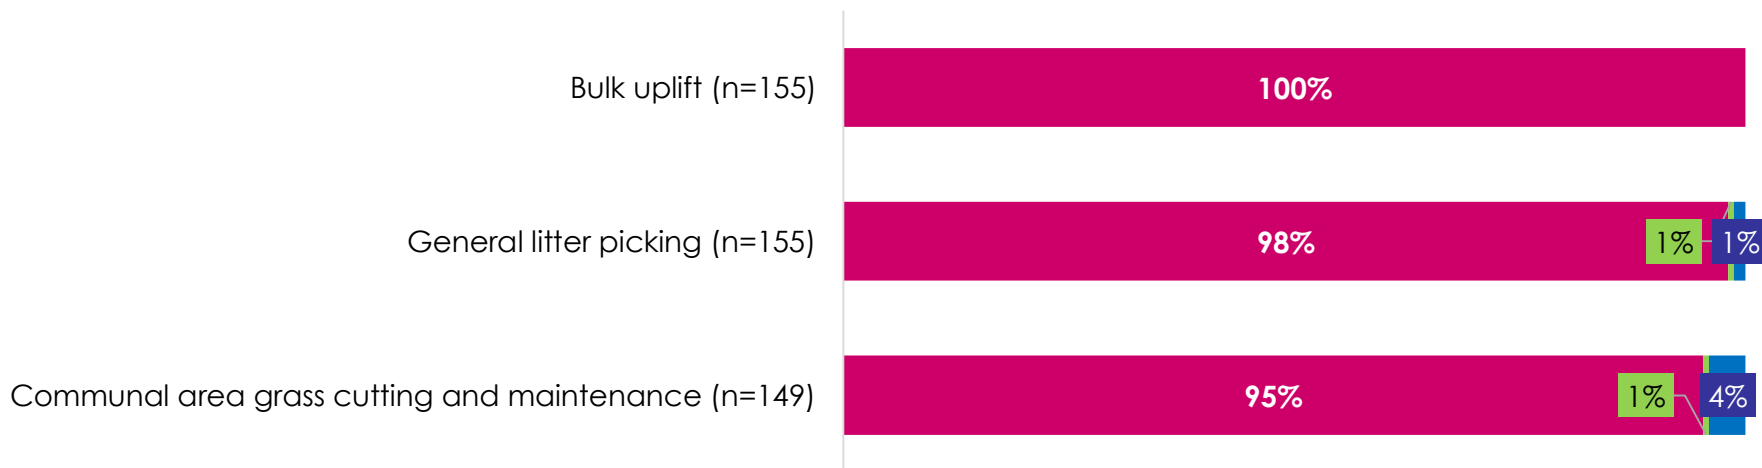 Bulk uplift (n=155)
100%
General litter picking (n=155)
98%
1%
1%
Communal area grass cutting and maintenance (n=149)
95%
1%
4%